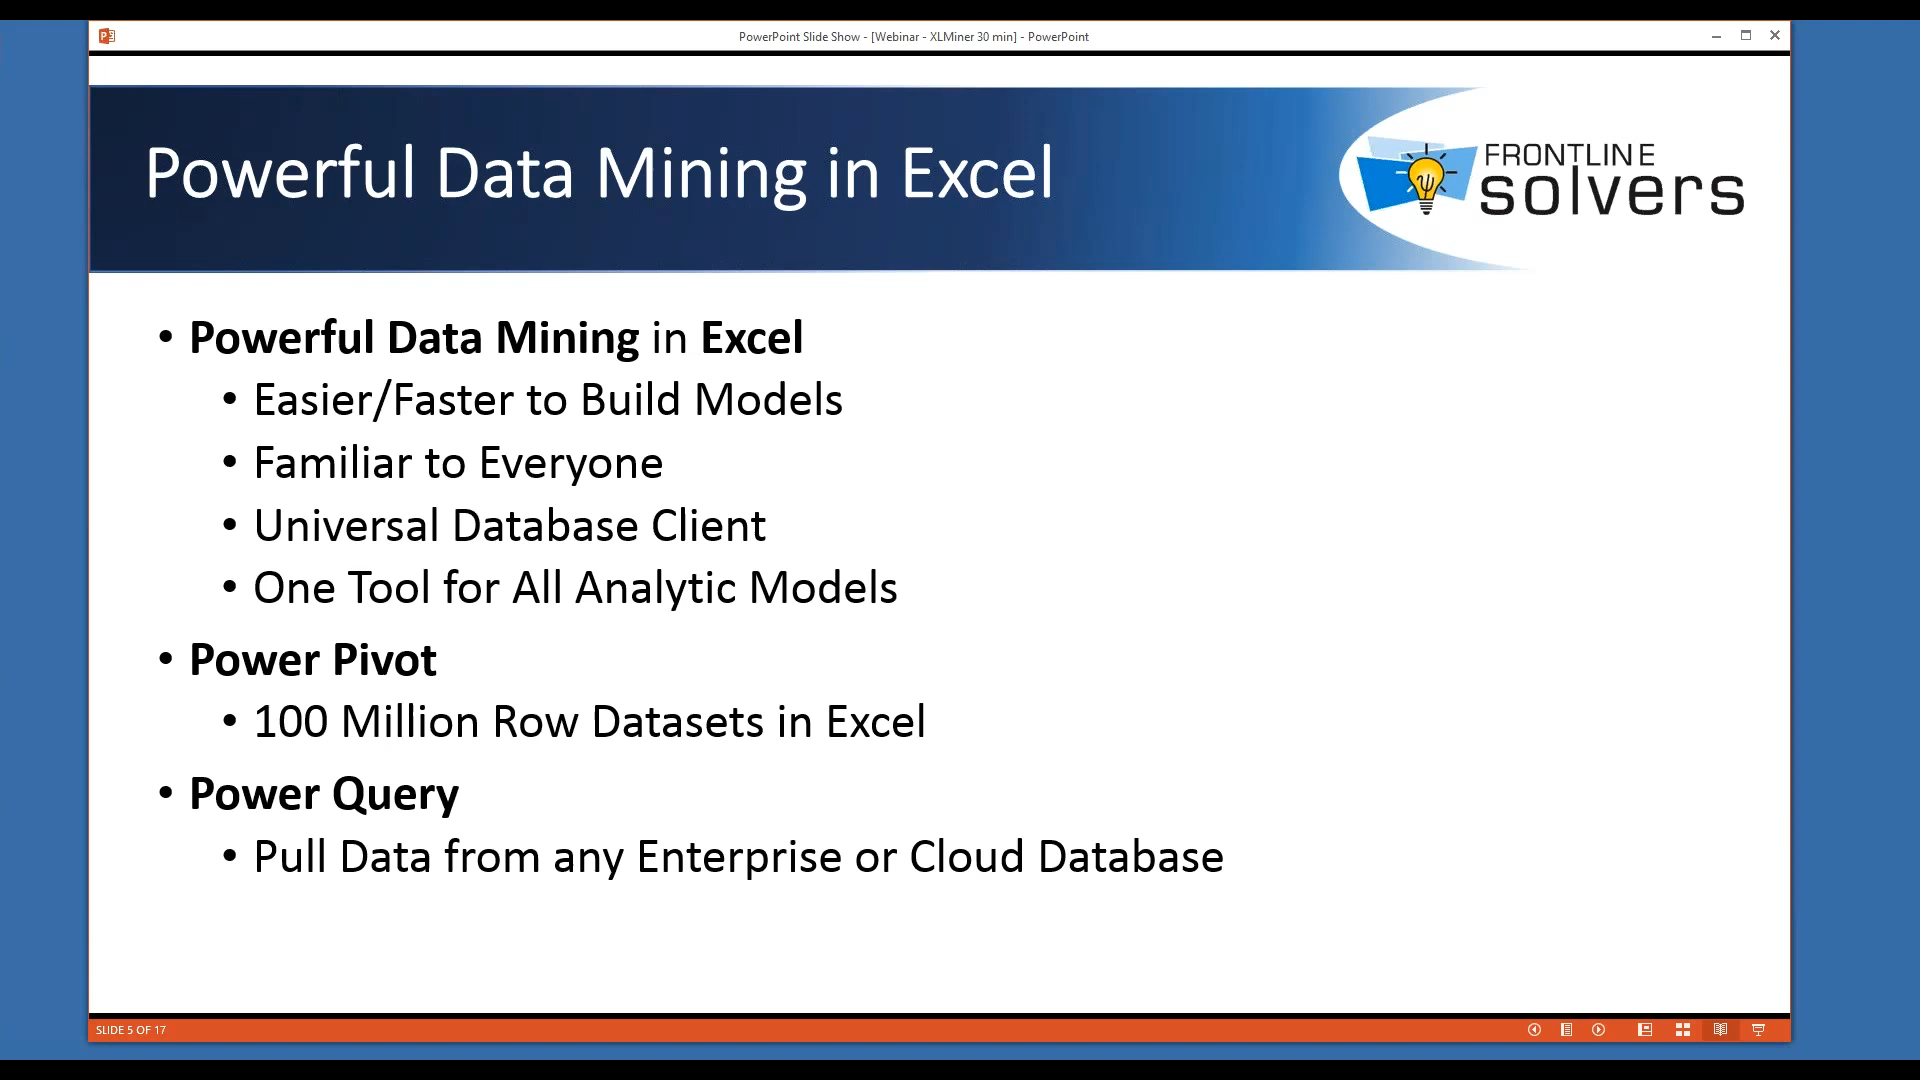 PowerPoint Slide Show - [Webinar - XLMiner 30 min] - PowerPoint
Powerful Data Mining in Excel
FRONTLINE
solvers
• Powerful Data Mining in Excel
• Easier/Faster to Build Models
• Familiar to Everyone
• Universal Database Client
• One Tool for All Analytic Models
• Power Pivot
• 100 Million Row Datasets in Excel
• Power Query
• Pull Data from any Enterprise or Cloud Database
SLIDE 5 OF 17